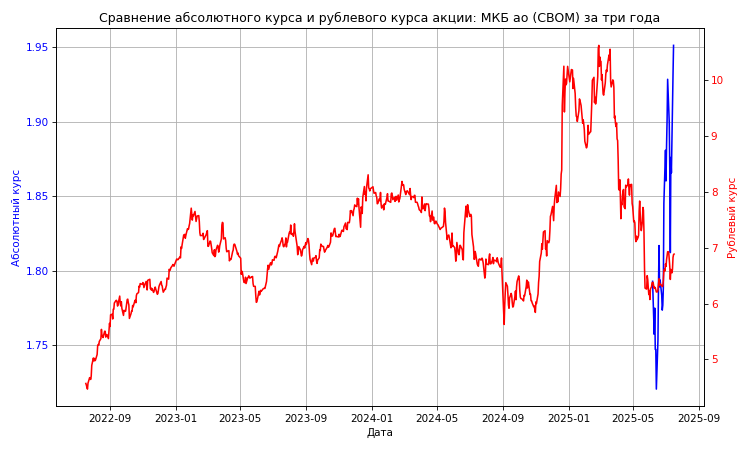 Сравнение абсолютного курса и рублевого курса акции: МКБ ао (CBOM) за три года
1.95
1.90
1.85
1.80
1.75
Абсолютный курс
10
9
8
7
6
5
Рублевый курс
2022-09 2023-01 2023-05 2023-09 2024-01 2024-05 2024-09 2025-01 2025-05 2025-09
Дата